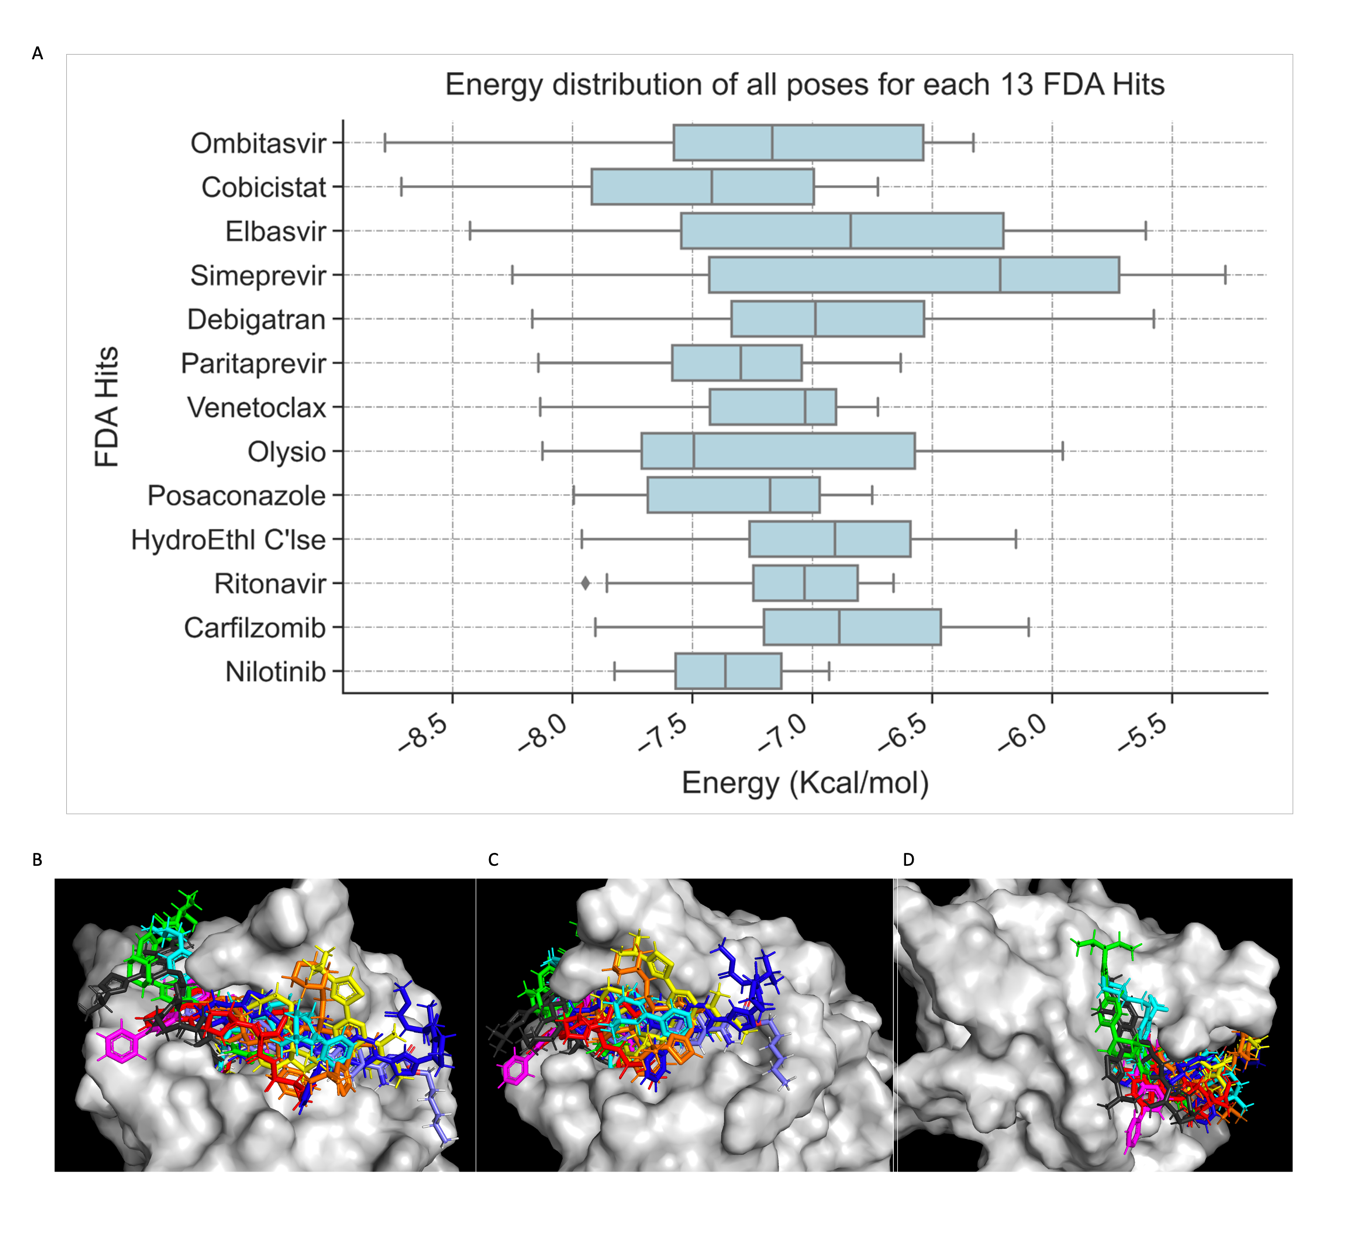 A
Energy distribution of all poses for each 13 FDA Hits
Ombitasvir
Cobicistat
Elbasvir
Simeprevir
Debigatran
Paritaprevir
Venetoclax
Olysio
Posaconazole
HydroEthl C'lse
Ritonavir
Carfilzomib
Nilotinib
FDA Hits
−8.5 −8.0 −7.5 −7.0 −6.5 −6.0 −5.5
Energy (Kcal/mol)
B C D